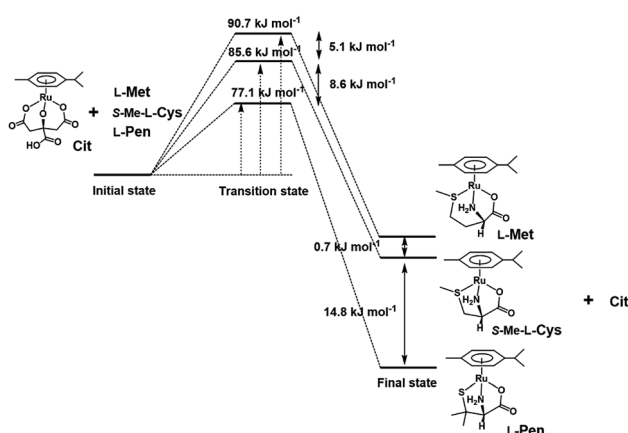 90.7 kJ mol-1
85.6 kJ mol-1
77.1 kJ mol-1
5.1 kJ mol-1
8.6 kJ mol-1
Ru
O
O
O
O
O
HO
O
Cit
+
L-Met
S-Me-L-Cys
L-Pen
Initial state
Transition state
Ru
S
H2N
O
O
H
L-Met
0.7 kJ mol-1
Ru
S
H2N
O
O
H
S-Me-L-Cys
+
Cit
14.8 kJ mol-1
Final state
Ru
S
H2N
O
O
H
L-Pen